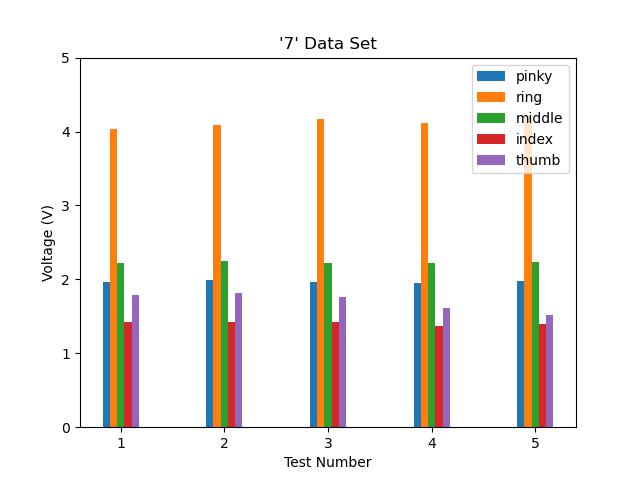 '7' Data Set
5
4
3
2
1
0
Voltage (V)
1 2 3 4 5
Test Number
pinky
ring
middle
index
thumb